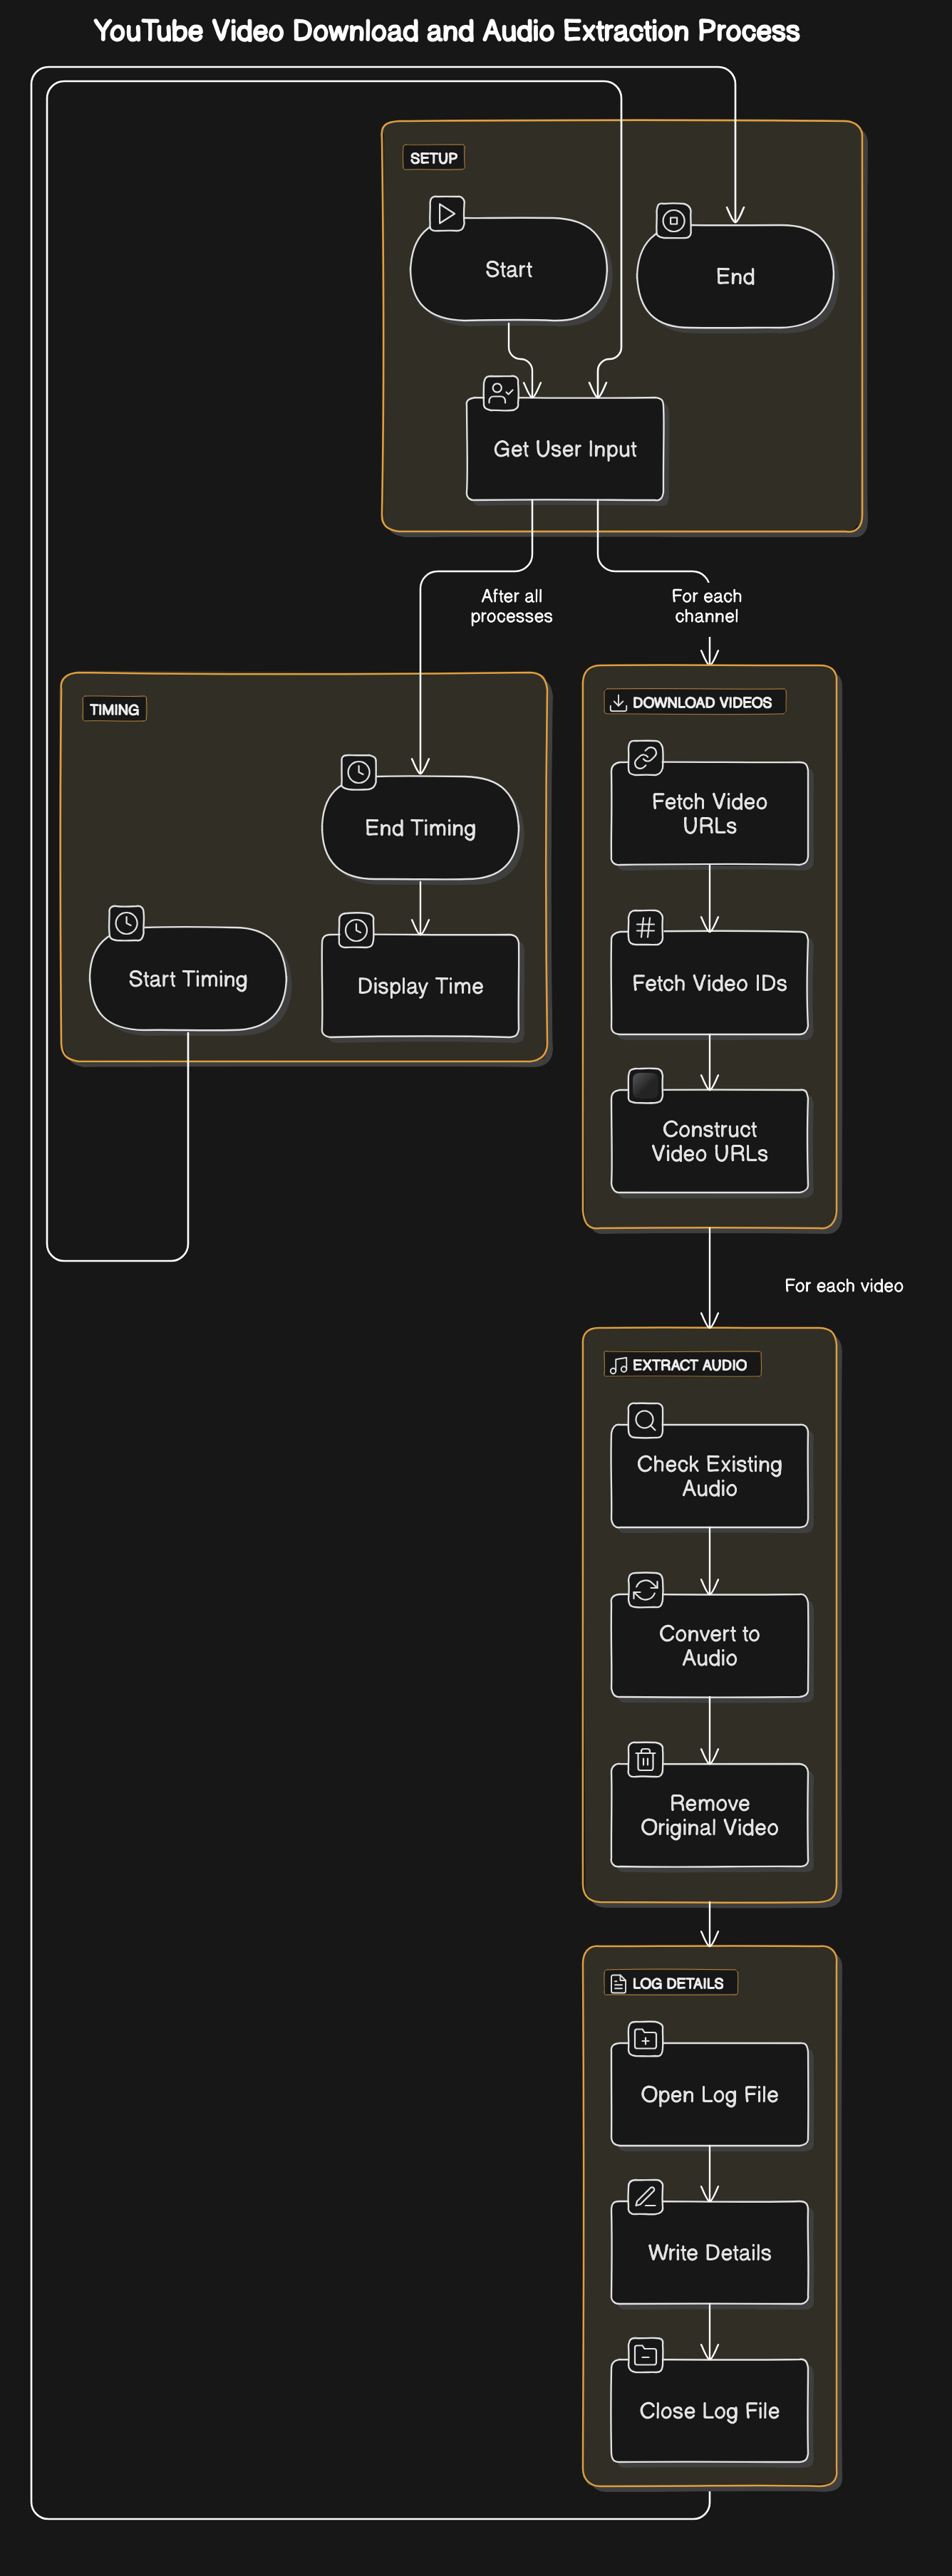 YouTube Video Download and Audio Extraction Process
SETUP
Start
End
Get User Input
After all
processes
For each
channel
TIMING
End Timing
Start Timing
Display Time
DOWNLOAD VIDEOS
Fetch Video
URLs
Fetch Video IDs
Construct
Video URLs
For each video
EXTRACT AUDIO
Check Existing
Audio
Convert to
Audio
Remove
Original Video
LOG DETAILS
Open Log File
Write Details
Close Log File